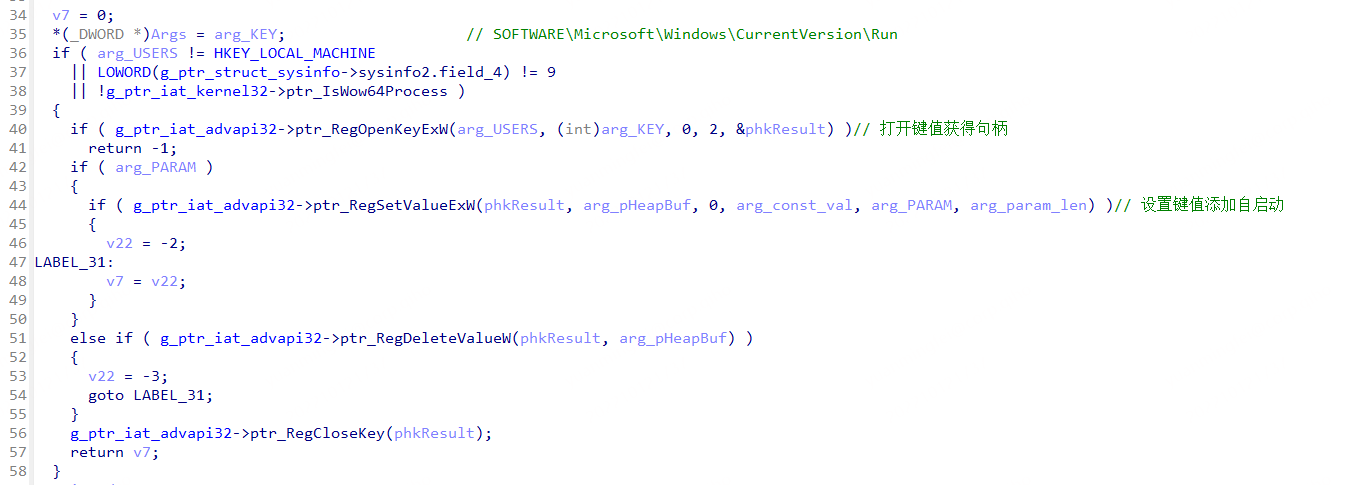 34 v7 = 0;
35 *(_DWORD *)Args = arg_KEY; // SOFTWARE\Microsoft\Windows\CurrentVersion\Run
36 if ( arg_USERS != HKEY_LOCAL_MACHINE
37 || LOWORD(g_ptr_struct_sysinfo->sysinfo2.field_4) != 9
38 || !g_ptr_iat_kernel32->ptr_IsWow64Process )
39 {
40 if ( g_ptr_iat_advapi32->ptr_RegOpenKeyExW(arg_USERS, (int)arg_KEY, 0, 2, &phkResult) )// 打开键值获得句柄
41 return -1;
42 if ( arg_PARAM )
43 {
44 if ( g_ptr_iat_advapi32->ptr_RegSetValueExW(phkResult, arg_pHeapBuf, 0, arg_const_val, arg_PARAM, arg_param_len) )// 设置键值添加自启动
45 {
46 v22 = -2;
47 LABEL_31:
48 v7 = v22;
49 }
50 }
51 else if ( g_ptr_iat_advapi32->ptr_RegDeleteValueW(phkResult, arg_pHeapBuf) )
52 {
53 v22 = -3;
54 goto LABEL_31;
55 }
56 g_ptr_iat_advapi32->ptr_RegCloseKey(phkResult);
57 return v7;
58 }